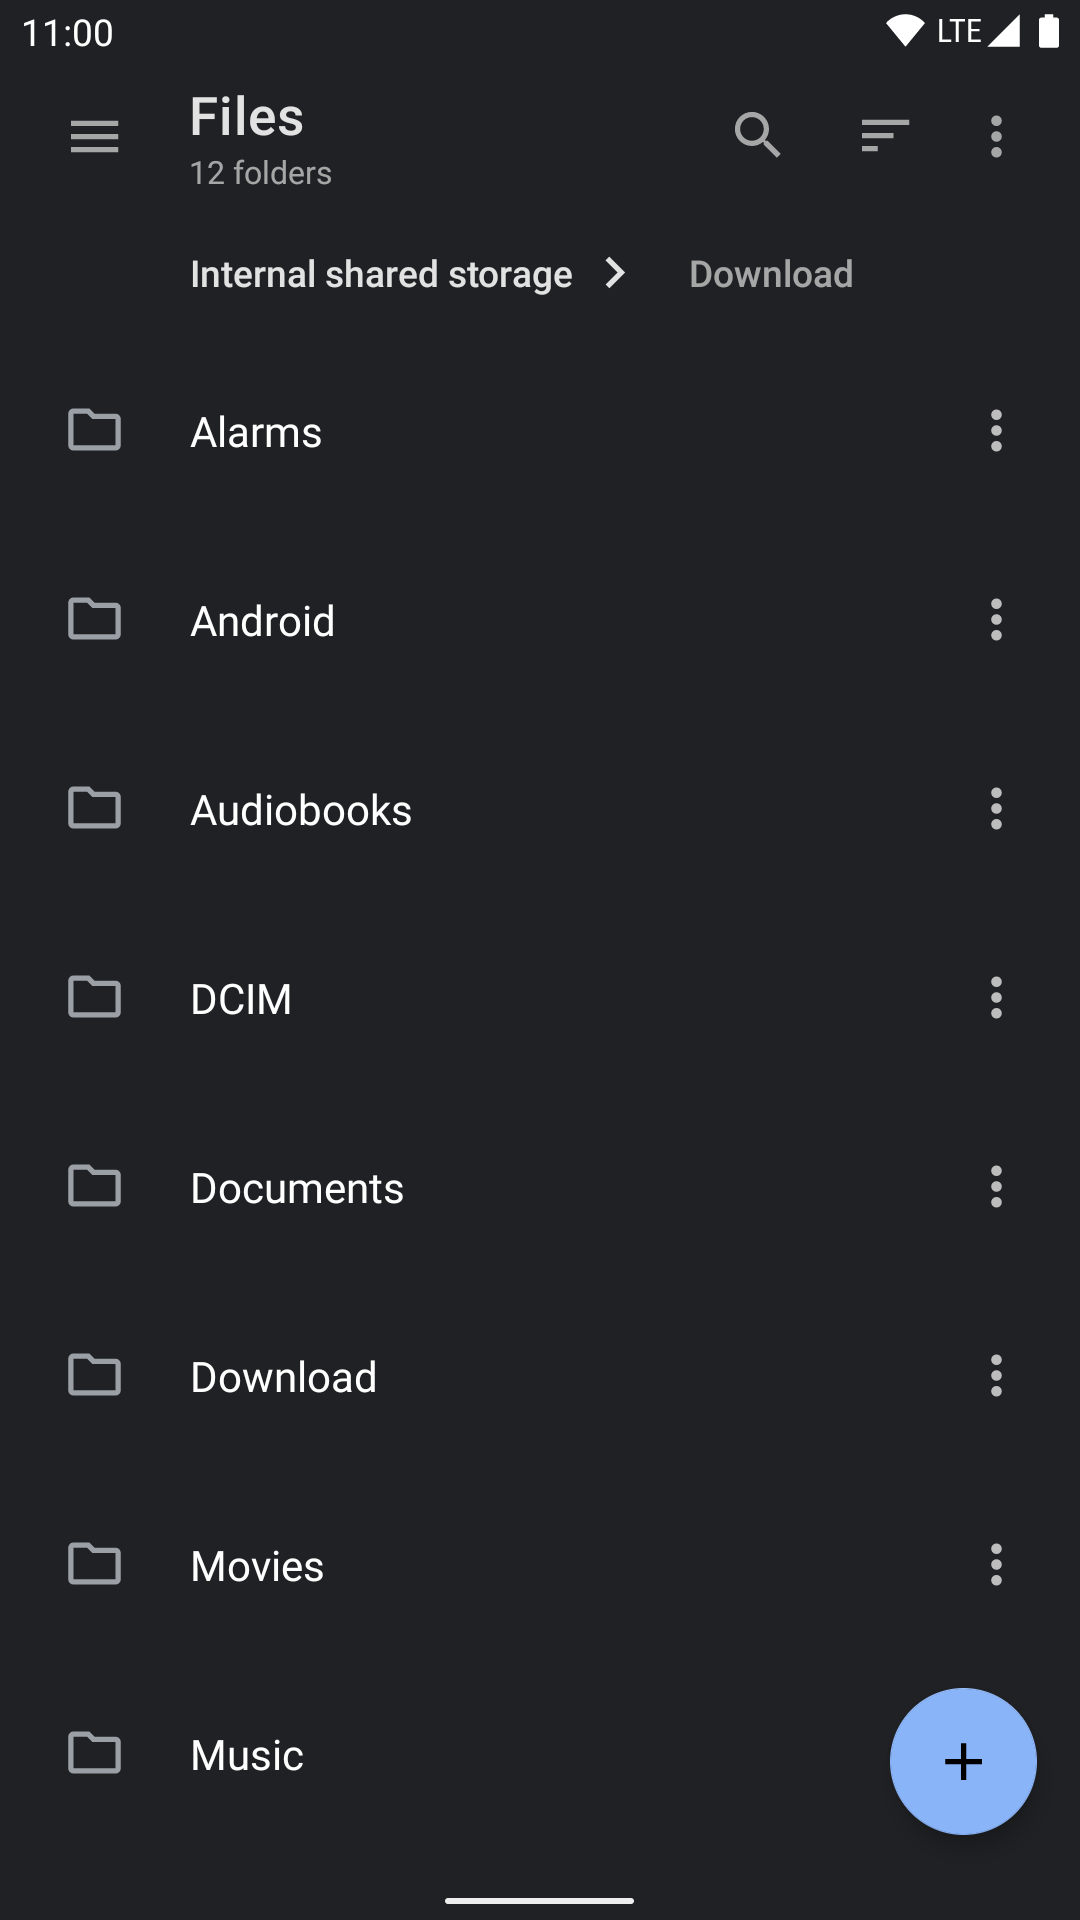 11:00
LTE
Files
12 folders
Internal shared storage
Download
Alarms
Android
Audiobooks
DCIM
Documents
Download
Movies
Music